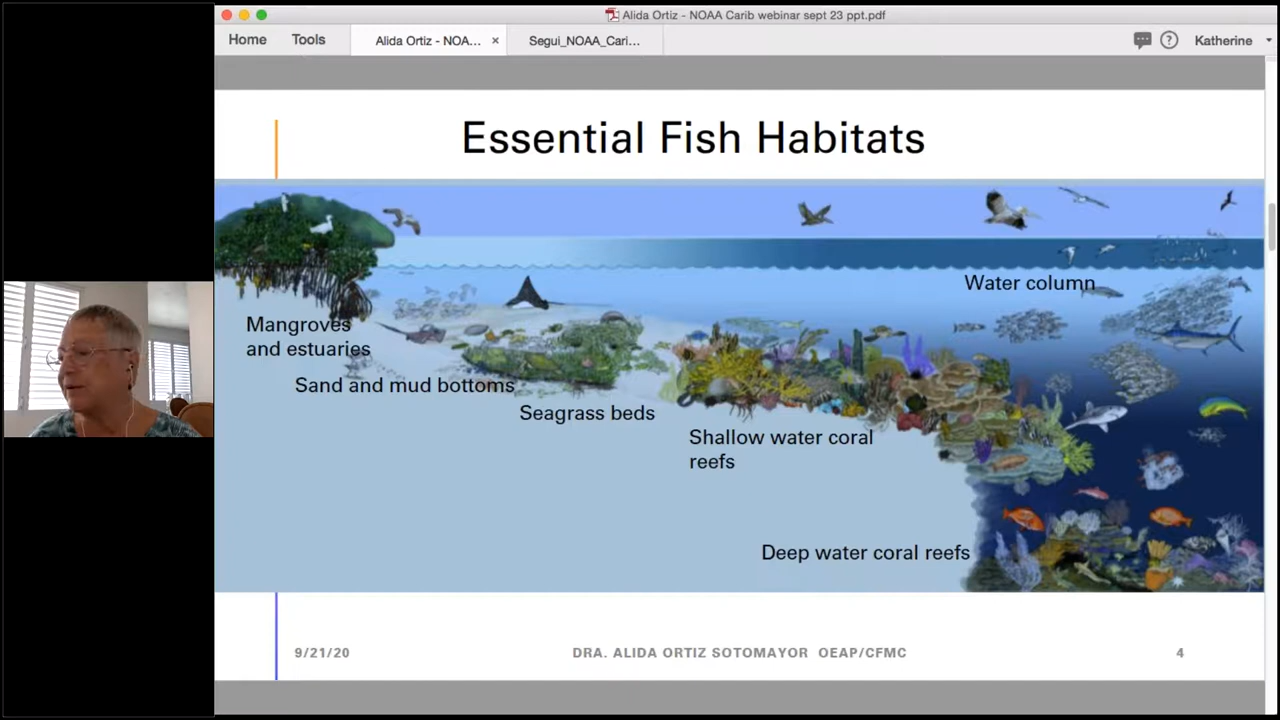 Alida Ortiz - NOAA Carib webinar sept 23 ppt.pdf
Home Tools Alida Ortiz - NOA... × Segui_NOAA_Cari... ? Katherine
Essential Fish Habitats
Water column
Mangroves
and estuaries
Sand and mud bottoms
Seagrass beds
Shallow water coral
reefs
Deep water coral reefs
9/21/20 DRA. ALIDA ORTIZ SOTOMAYOR OEAP/CFMC 4